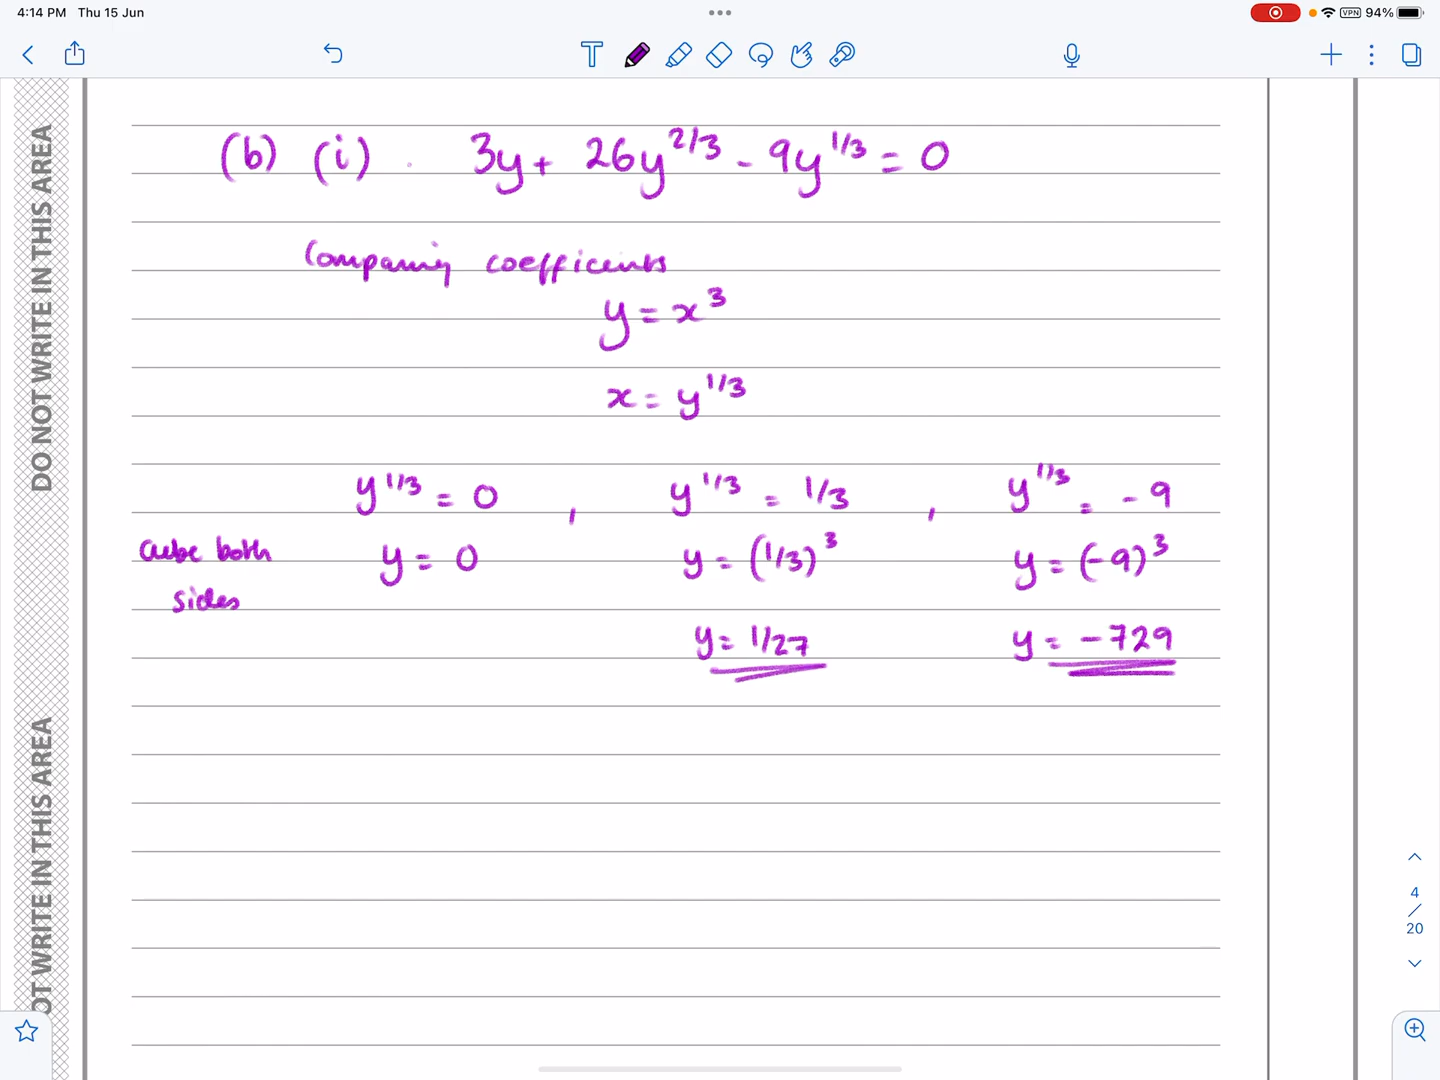 4:14 PM Thu 15 Jun
VPN 94%
DO NOT WRITE IN THIS AREA
(b) (i) 3y + 26y^{2/3} - 9y^{1/3} = 0
Comparing coefficients
y = x^3
x = y^{1/3}
y^{1/3} = 0 , y^{1/3} = 1/3 , y^{1/3} = -9
cube both y = 0 y = (1/3)^3 y = (-9)^3
sides
y = 1/27 y = -729
OT WRITE IN THIS AREA
4
/
20